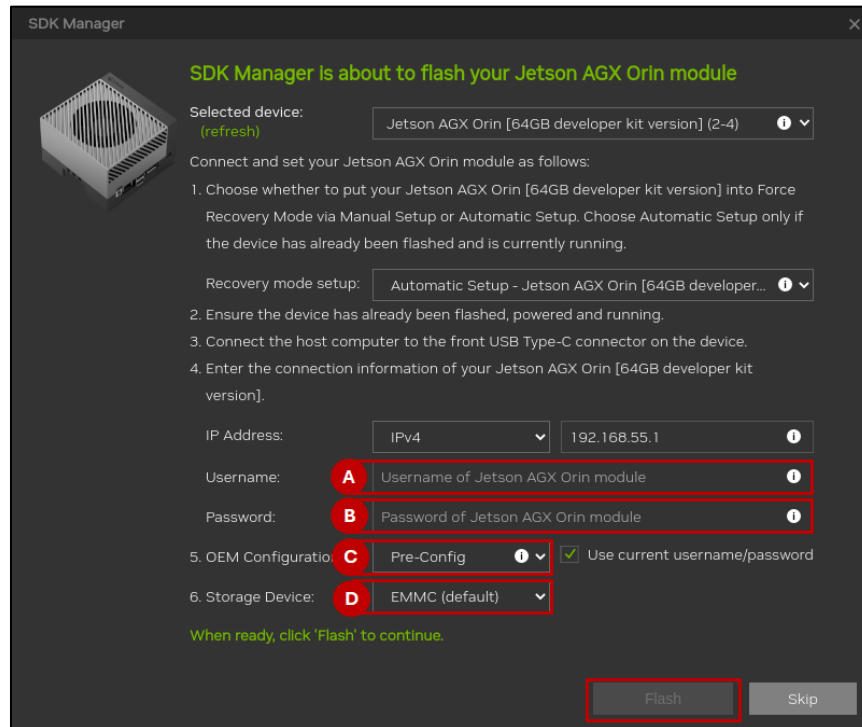 SDK Manager
SDK Manager is about to flash your Jetson AGX Orin module
Selected device:
(refresh)
Jetson AGX Orin [64GB developer kit version] (2-4)
Connect and set your Jetson AGX Orin module as follows:
1. Choose whether to put your Jetson AGX Orin [64GB developer kit version] into Force
Recovery Mode via Manual Setup or Automatic Setup. Choose Automatic Setup only if
the device has already been flashed and is currently running.
Recovery mode setup: Automatic Setup - Jetson AGX Orin [64GB developer...
2. Ensure the device has already been flashed, powered and running.
3. Connect the host computer to the front USB Type-C connector on the device.
4. Enter the connection information of your Jetson AGX Orin [64GB developer kit
version].
IP Address: IPv4 192.168.55.1
Username: A Username of Jetson AGX Orin module
Password: B Password of Jetson AGX Orin module
5. OEM Configuratio C Pre-Config Use current username/password
6. Storage Device: D EMMC (default)
When ready, click 'Flash' to continue.
Flash Skip